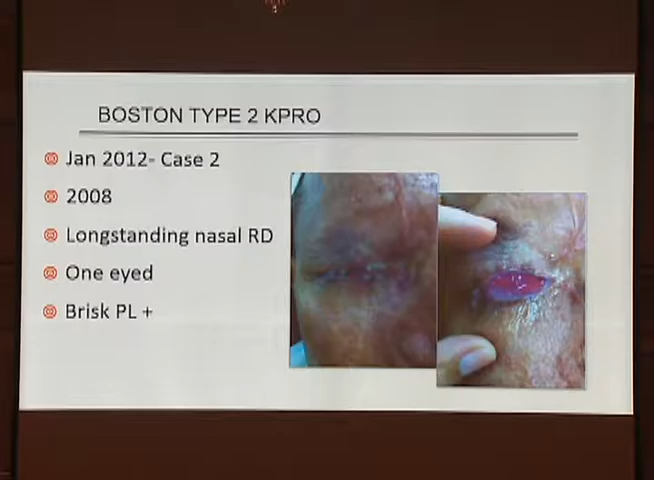 BOSTON TYPE 2 KPRO
Jan 2012- Case 2
2008
Longstanding nasal RD
One eyed
Brisk PL +